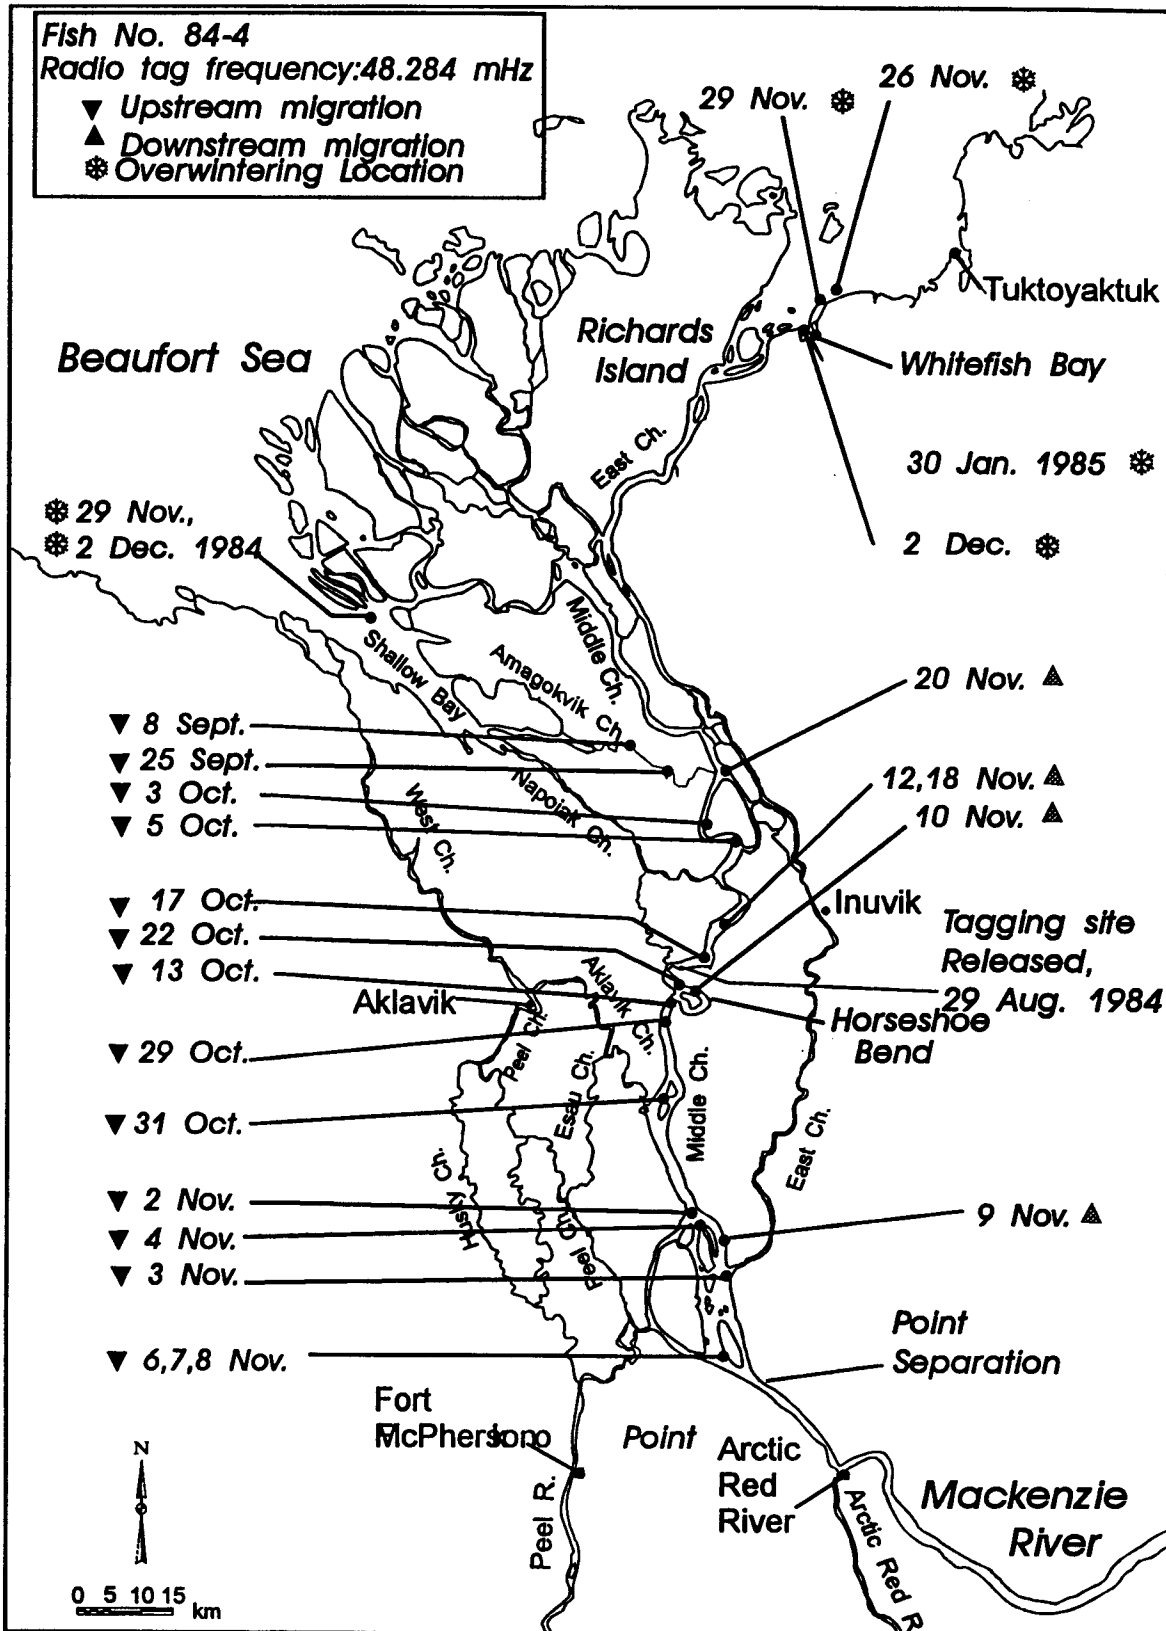 Fish No. 84-4
Radio tag frequency:48.284 mHz
▼ Upstream migration
▲ Downstream migration
❄ Overwintering Location
26 Nov. ❄
29 Nov. ❄
Tuktoyaktuk
Richards
Island
Beaufort Sea
Whitefish Bay
East Ch.
30 Jan. 1985 ❄
❄ 29 Nov.,
❄ 2 Dec. 1984
2 Dec. ❄
Middle Ch.
Shallow Bay
Amagokvik Ch.
20 Nov. ▲
▼ 8 Sept.
▼ 25 Sept.
▼ 3 Oct.
▼ 5 Oct.
Napoiak Ch.
West Ch.
12,18 Nov. ▲
10 Nov. ▲
▼ 17 Oct.
▼ 22 Oct.
▼ 13 Oct.
Inuvik
Tagging site
Released,
29 Aug. 1984
Aklavik
Aklavik Ch.
Horseshoe
Bend
Peel Ch.
▼ 29 Oct.
Esau Ch.
Middle Ch.
▼ 31 Oct.
East Ch.
Husky Ch.
Peel Ch.
▼ 2 Nov.
▼ 4 Nov.
▼ 3 Nov.
9 Nov. ▲
▼ 6,7,8 Nov.
Point
Separation
Fort
McPherson
Point
Arctic
Red
River
Mackenzie
River
Peel R.
Arctic Red R.
N
0 5 10 15
km